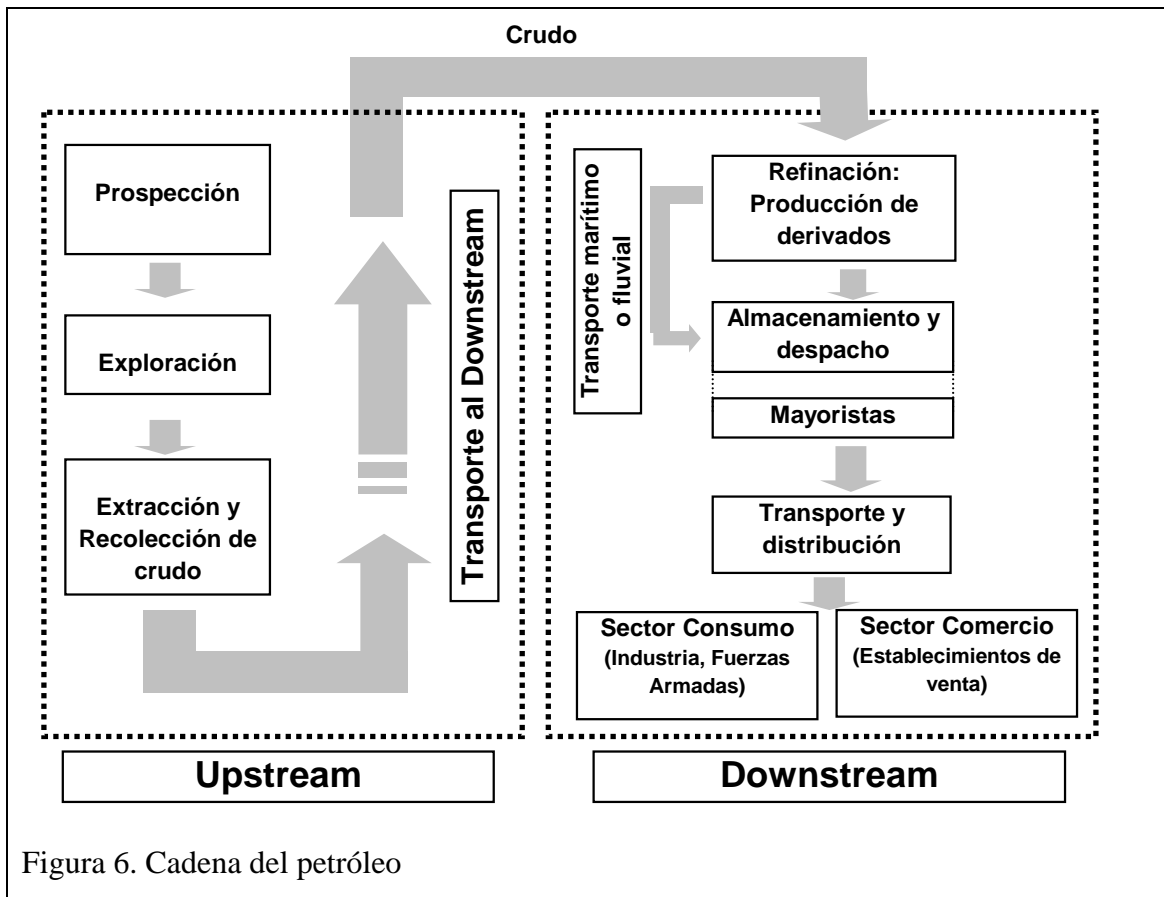 Crudo
Prospección
Exploración
Extracción y
Recolección de
crudo
Transporte al Downstream
Upstream
Transporte marítimo
o fluvial
Refinación:
Producción de
derivados
Almacenamiento y
despacho
Mayoristas
Transporte y
distribución
Sector Consumo
(Industria, Fuerzas
Armadas)
Sector Comercio
(Establecimientos de
venta)
Downstream
Figura 6. Cadena del petróleo